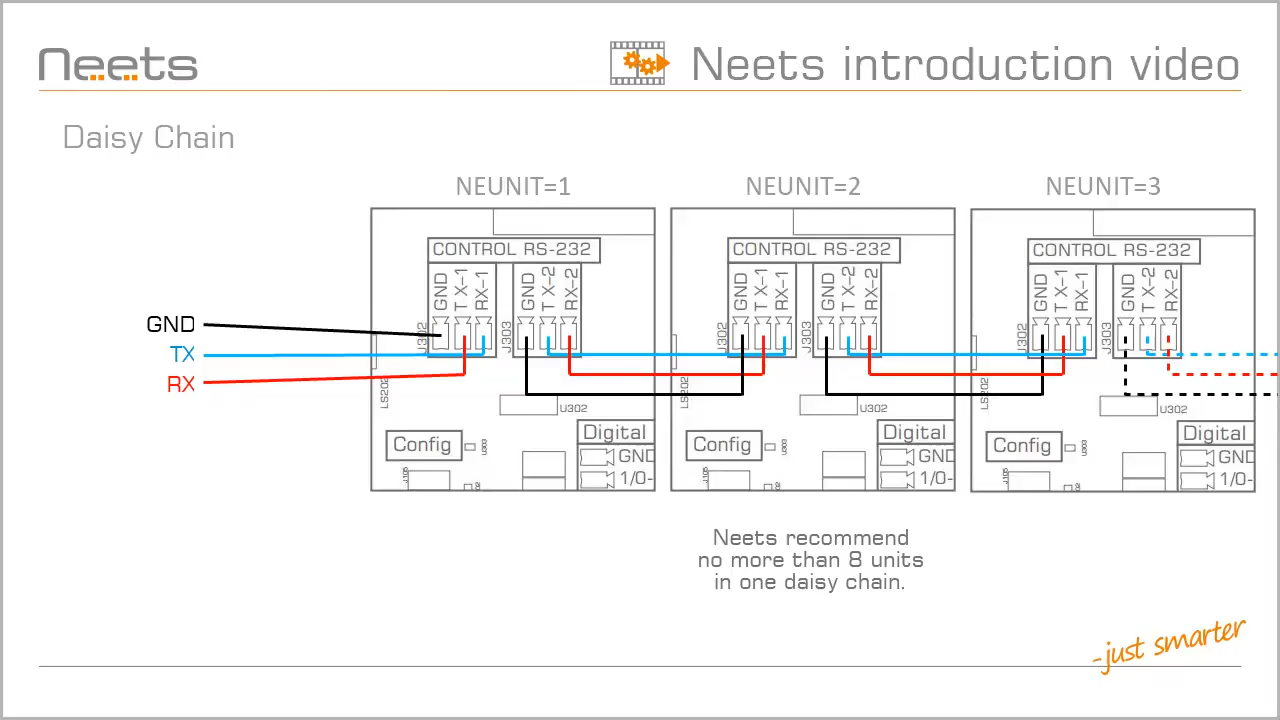 Neets
Neets introduction video
Daisy Chain
NEUNIT=1
NEUNIT=2
NEUNIT=3
CONTROL RS-232
GND
TX-1
RX-1
GND
TX-2
RX-2
J302
J303
CONTROL RS-232
GND
TX-1
RX-1
GND
TX-2
RX-2
J302
J303
CONTROL RS-232
GND
TX-1
RX-1
GND
TX-2
RX-2
J302
J303
GND
TX
RX
LS202
U302
LS202
U302
LS202
U302
Config
Digital
GND
1/0-
Config
Digital
GND
1/0-
Config
Digital
GND
1/0-
Neets recommend
no more than 8 units
in one daisy chain.
-just smarter